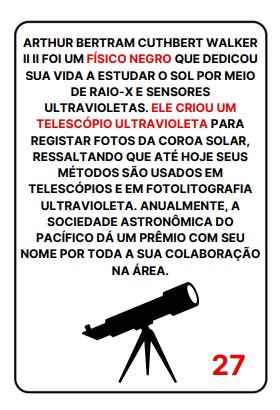 ARTHUR BERTRAM CUTHBERT WALKER
II II FOI UM FÍSICO NEGRO QUE DEDICOU
SUA VIDA A ESTUDAR O SOL POR MEIO
DE RAIO-X E SENSORES
ULTRAVIOLETAS. ELE CRIOU UM
TELESCÓPIO ULTRAVIOLETA PARA
REGISTAR FOTOS DA COROA SOLAR,
RESSALTANDO QUE ATÉ HOJE SEUS
MÉTODOS SÃO USADOS EM
TELESCÓPIOS E EM FOTOLITOGRAFIA
ULTRAVIOLETA. ANUALMENTE, A
SOCIEDADE ASTRONÔMICA DO
PACÍFICO DÁ UM PRÊMIO COM SEU
NOME POR TODA A SUA COLABORAÇÃO
NA ÁREA.
27